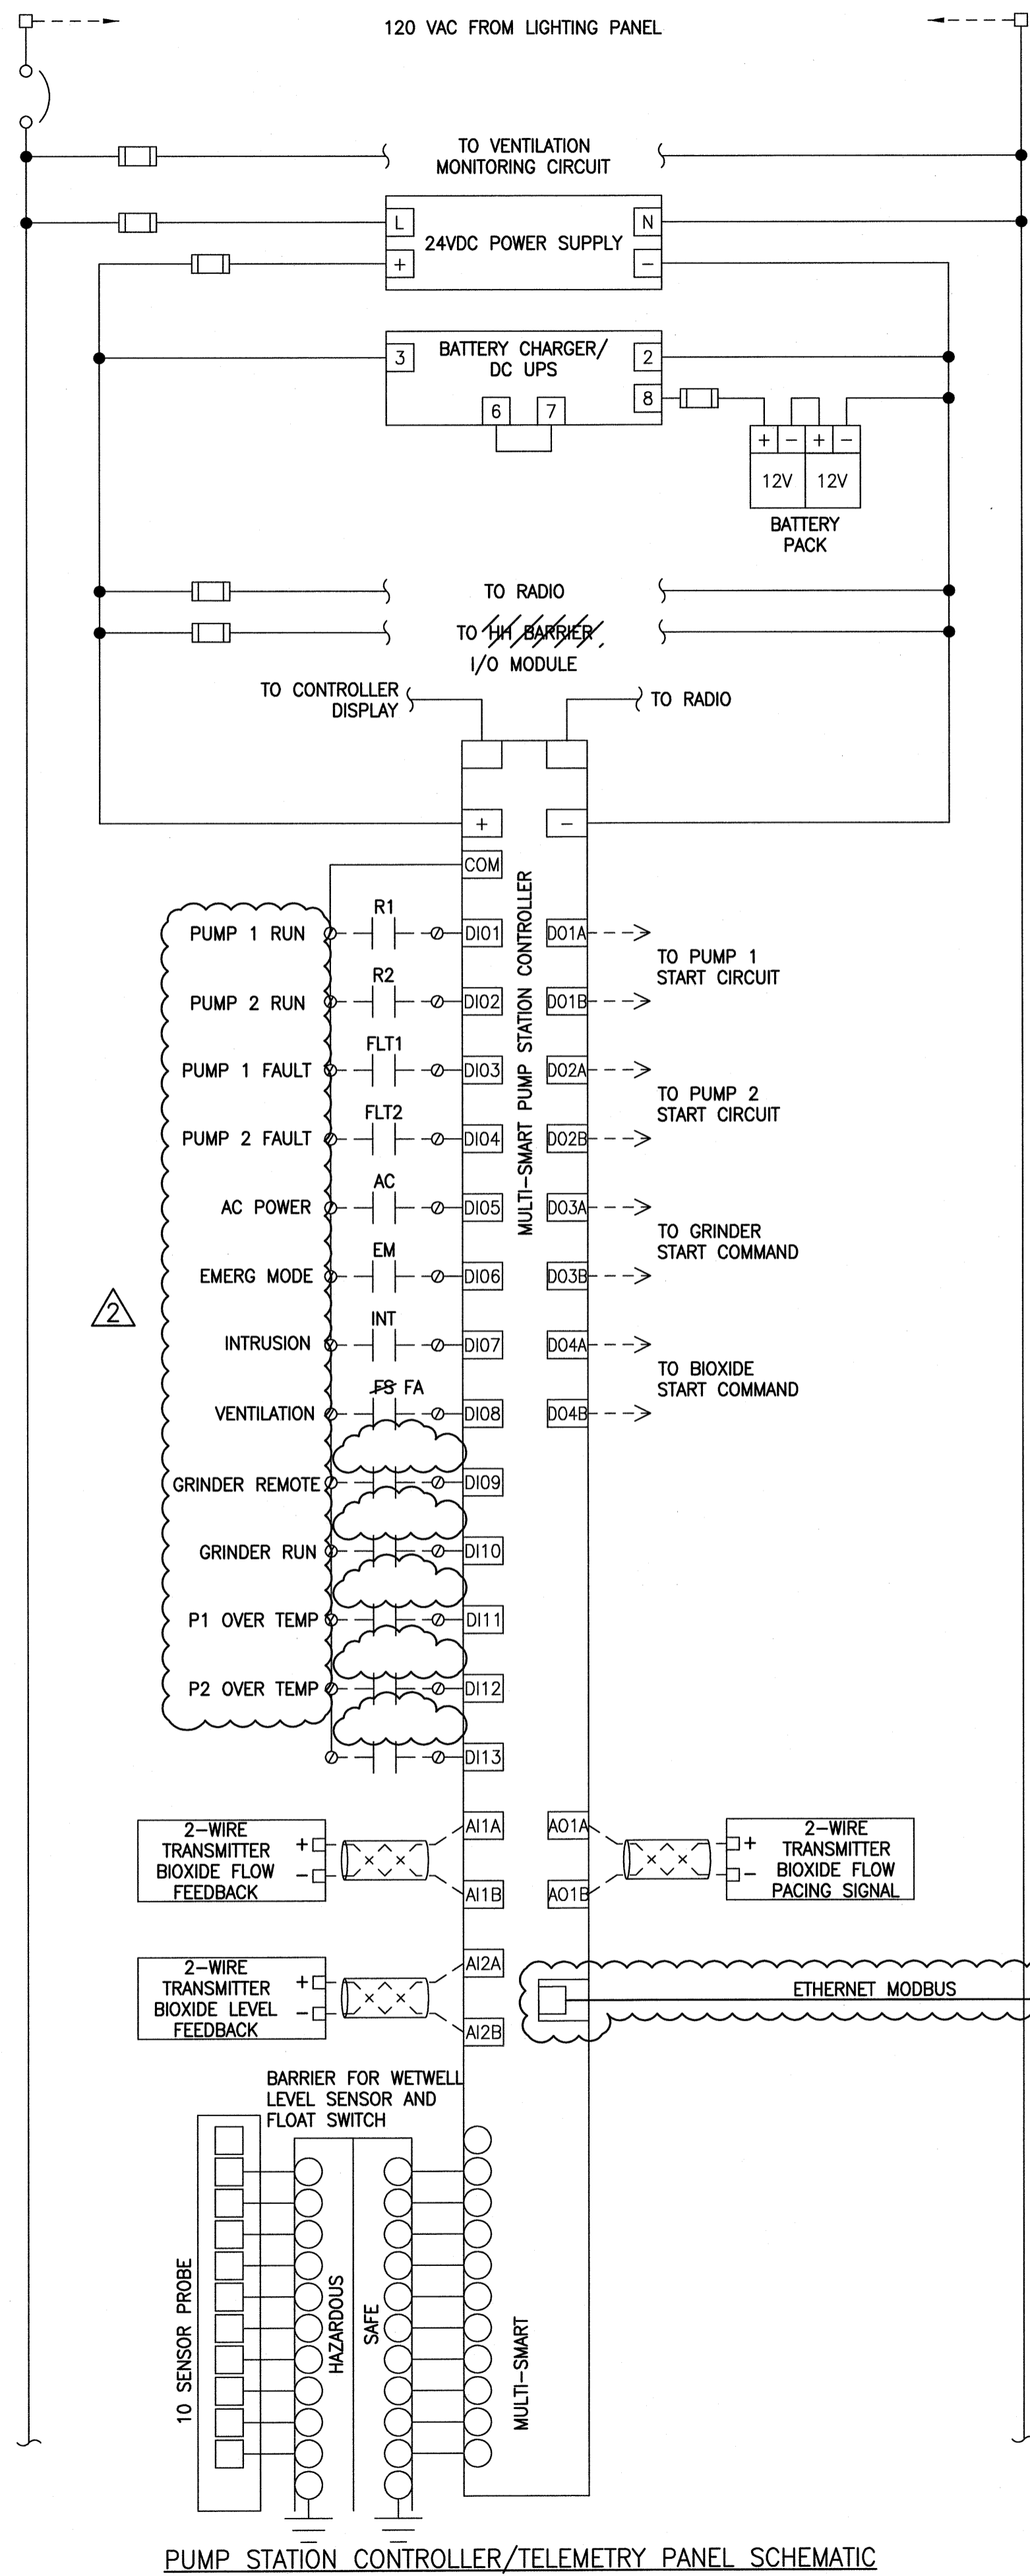 120 VAC FROM LIGHTING PANEL
TO VENTILATION
MONITORING CIRCUIT
L
24VDC POWER SUPPLY
N
+
−
3
BATTERY CHARGER/
DC UPS
2
8
6
7
+ − + −
12V 12V
BATTERY
PACK
TO RADIO
TO HH BARRIER
I/O MODULE
TO CONTROLLER
DISPLAY
TO RADIO
+
−
COM
MULTI-SMART PUMP STATION CONTROLLER
PUMP 1 RUN R1 DI01 DO1A
TO PUMP 1
START CIRCUIT
PUMP 2 RUN R2 DI02 DO1B
PUMP 1 FAULT FLT1 DI03 DO2A
TO PUMP 2
START CIRCUIT
PUMP 2 FAULT FLT2 DI04 DO2B
AC POWER AC DI05 DO3A
TO GRINDER
START COMMAND
EMERG MODE EM DI06 DO3B
2
INTRUSION INT DI07 DO4A
TO BIOXIDE
START COMMAND
VENTILATION FS FA DI08 DO4B
GRINDER REMOTE DI09
GRINDER RUN DI10
P1 OVER TEMP DI11
P2 OVER TEMP DI12
DI13
2-WIRE
TRANSMITTER
BIOXIDE FLOW
FEEDBACK
+
−
AI1A
AI1B
AO1A
AO1B
+
−
2-WIRE
TRANSMITTER
BIOXIDE FLOW
PACING SIGNAL
2-WIRE
TRANSMITTER
BIOXIDE LEVEL
FEEDBACK
+
−
AI2A
AI2B
ETHERNET MODBUS
BARRIER FOR WETWELL
LEVEL SENSOR AND
FLOAT SWITCH
10 SENSOR PROBE
HAZARDOUS
SAFE
MULTI-SMART
PUMP STATION CONTROLLER/TELEMETRY PANEL SCHEMATIC